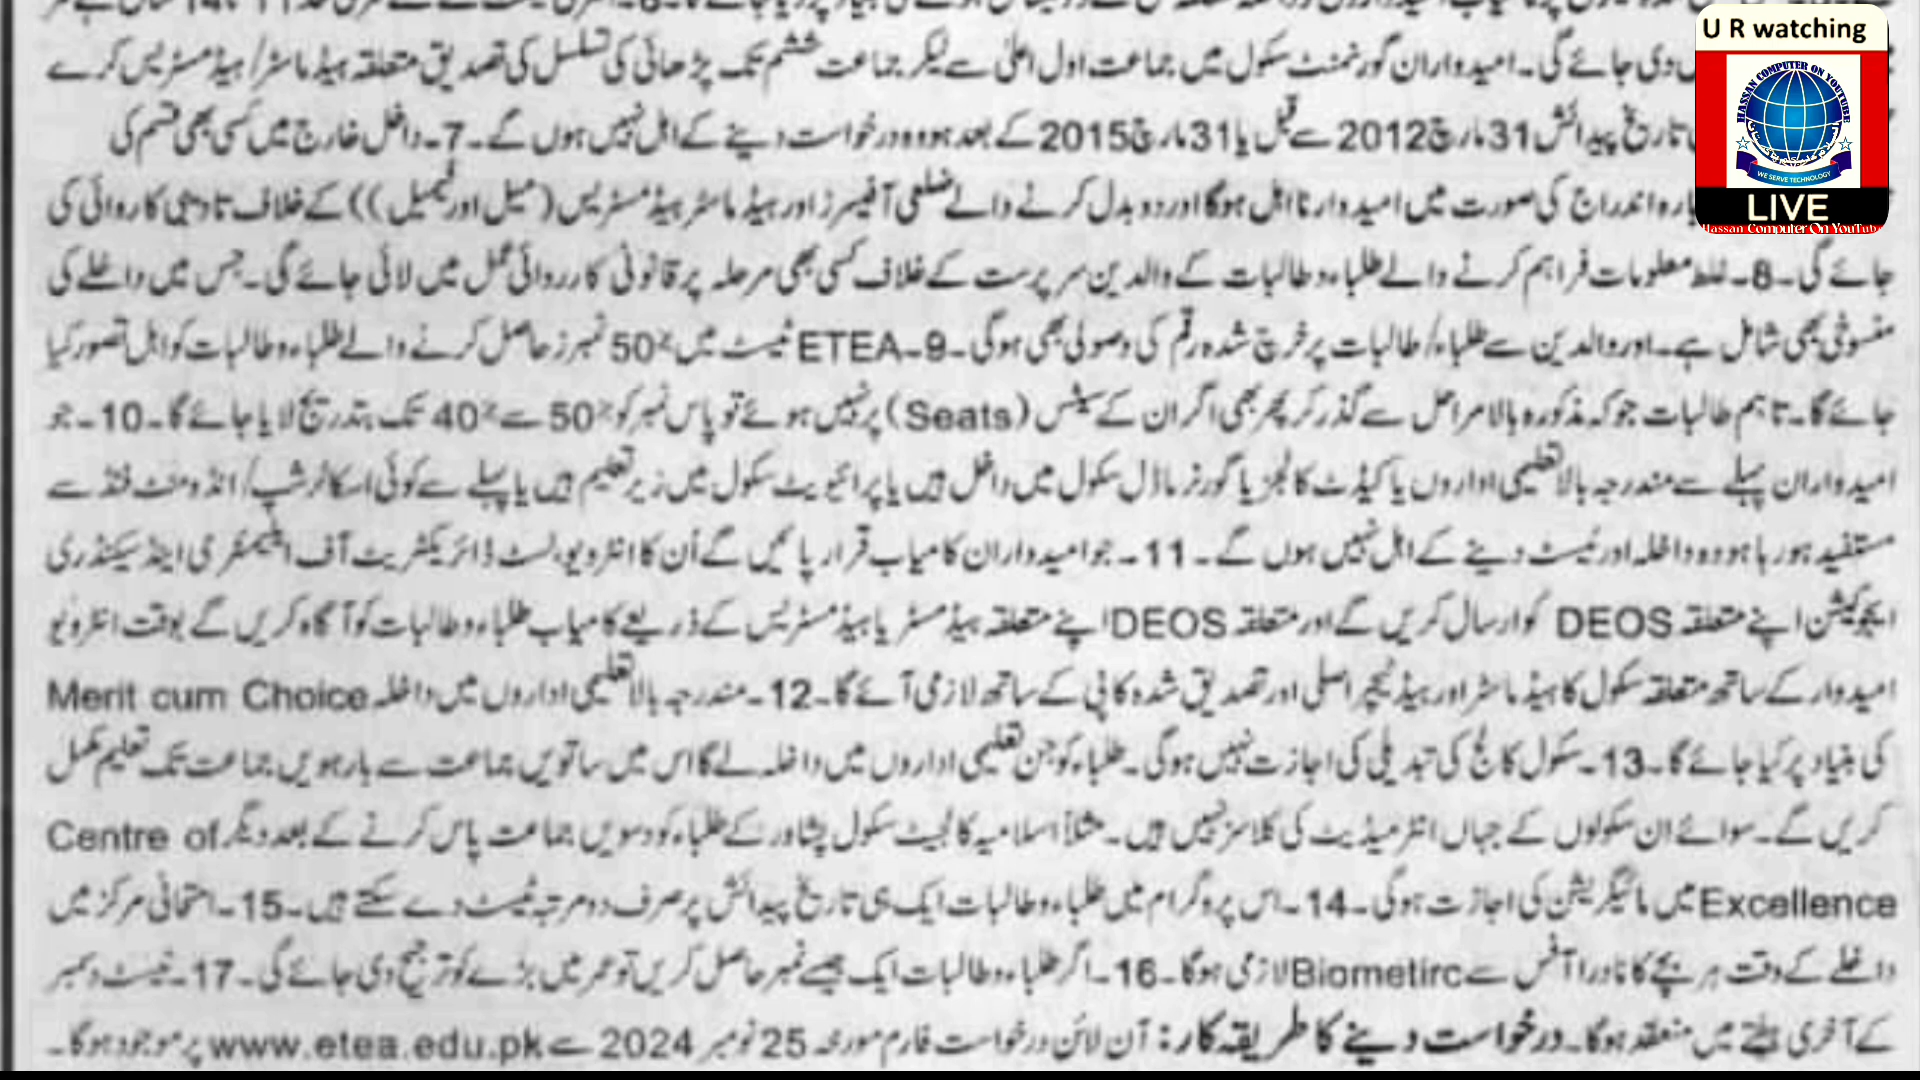 دی جائے گی۔ امیدواران گورنمنٹ سکول میں جماعت اول اعلیٰ سے لیکر جماعت ششم تک پڑھائی کی تسلسل کی تصدیق متعلقہ ہیڈ ماسٹر/ ہیڈ مسٹریس کرے
تاریخ پیدائش 31 مارچ 2012 سے قبل یا 31 مارچ 2015 کے بعد ہو وہ درخواست دینے کے اہل نہیں ہوں گے۔ 7۔ داخل خارج میں کسی بھی قسم کی
اندراج کی صورت میں امیدوار نا اہل ہوگا اور ردو بدل کرنے والے ضلعی آفیسرز اور ہیڈ ماسٹر ہیڈ مسٹریس (میل اور فیمیل)) کے خلاف تادیبی کاروائی کی
جائے گی۔ 8۔ غلط معلومات فراہم کرنے والے طلباء و طالبات کے والدین سرپرست کے خلاف کسی بھی مرحلہ پر قانونی کارروائی عمل میں لائی جائے گی۔ جس میں داخلے کی
منسوخی بھی شامل ہے۔ اور والدین سے طلباء/ طالبات پر خرچ شدہ رقم کی وصولی بھی ہوگی۔ 9۔ ETEA ٹیسٹ میں 50% نمبرز حاصل کرنے والے طلباء و طالبات کو اہل تصور کیا
جائے گا۔ تاہم طالبات جو کہ مذکورہ بالا مراحل سے گذر کر پھر بھی اگر ان کے سیٹس (Seats) پر نہیں ہوئے تو پاس نمبر کو 50% سے 40% تک بتدریج لایا جائے گا۔ 10۔ جو
امیدواران پہلے سے مندرجہ بالا تعلیمی اداروں یا کیڈٹ کالجز یا گورنر ماڈل سکول میں داخل ہیں یا پرائیویٹ سکول میں زیر تعلیم ہیں یا پہلے سے کوئی اسکالرشپ/ انڈومنٹ فنڈ سے
مستفید ہو رہا ہو وہ داخلہ اور ٹیسٹ دینے کے اہل نہیں ہوں گے۔ 11۔ جو امیدواران کامیاب قرار پائیں گے اُن کا انٹرویو لسٹ ڈائریکٹریٹ آف ایلیمنٹری اینڈ سیکنڈری
ایجوکیشن اپنے متعلقہ DEOS کو ارسال کریں گے اور متعلقہ DEOS اپنے متعلقہ ہیڈ مسٹر یا ہیڈ مسٹریس کے ذریعے کامیاب طلباء و طالبات کو آگاہ کریں گے بوقت انٹرویو
امیدوار کے ساتھ متعلقہ سکول کا ہیڈ ماسٹر اور ہیڈ ٹیچر اصلی اور تصدیق شدہ کاپی کے ساتھ لازمی آئے گا۔ 12۔ مندرجہ بالا تعلیمی اداروں میں داخلہ Merit cum Choice
کی بنیاد پر کیا جائے گا۔ 13۔ سکول کالج کی تبدیلی کی اجازت نہیں ہوگی۔ طلباء کو جن تعلیمی اداروں میں داخلہ لے گا اس میں ساتویں جماعت سے بارہویں جماعت تک تعلیم مکمل
کریں گے۔ سوائے ان سکولوں کے جہاں انٹرمیڈیٹ کی کلاسز نہیں ہیں۔ مثلاً اسلامیہ کالجیٹ سکول پشاور کے طلباء کو دسویں جماعت پاس کرنے کے بعد دیگر Centre of
Excellence میں مائیگریشن کی اجازت ہوگی۔ 14۔ اس پروگرام میں طلباء و طالبات ایک ہی تاریخ پیدائش پر صرف دو مرتبہ ٹیسٹ دے سکتے ہیں۔ 15۔ امتحانی مرکز میں
داخلے کے وقت ہر بچے کا نادرا آفس سے Biometirc لازمی ہوگا۔ 16۔ اگر طلباء و طالبات ایک جیسے نمبر حاصل کریں تو عمر میں بڑے کو ترجیح دی جائے گی۔ 17۔ ٹیسٹ دسمبر
کے آخری ہفتے میں منعقد ہوگا۔ درخواست دینے کا طریقہ کار: آن لائن درخواست فارم مورخہ 25 نومبر 2024 سے www.etea.edu.pk پر موجود ہوگا۔
U R watching
HASSAN COMPUTER ON YOUTUBE
WE SERVE TECHNOLOGY
LIVE
Hassan Computer On YouTube